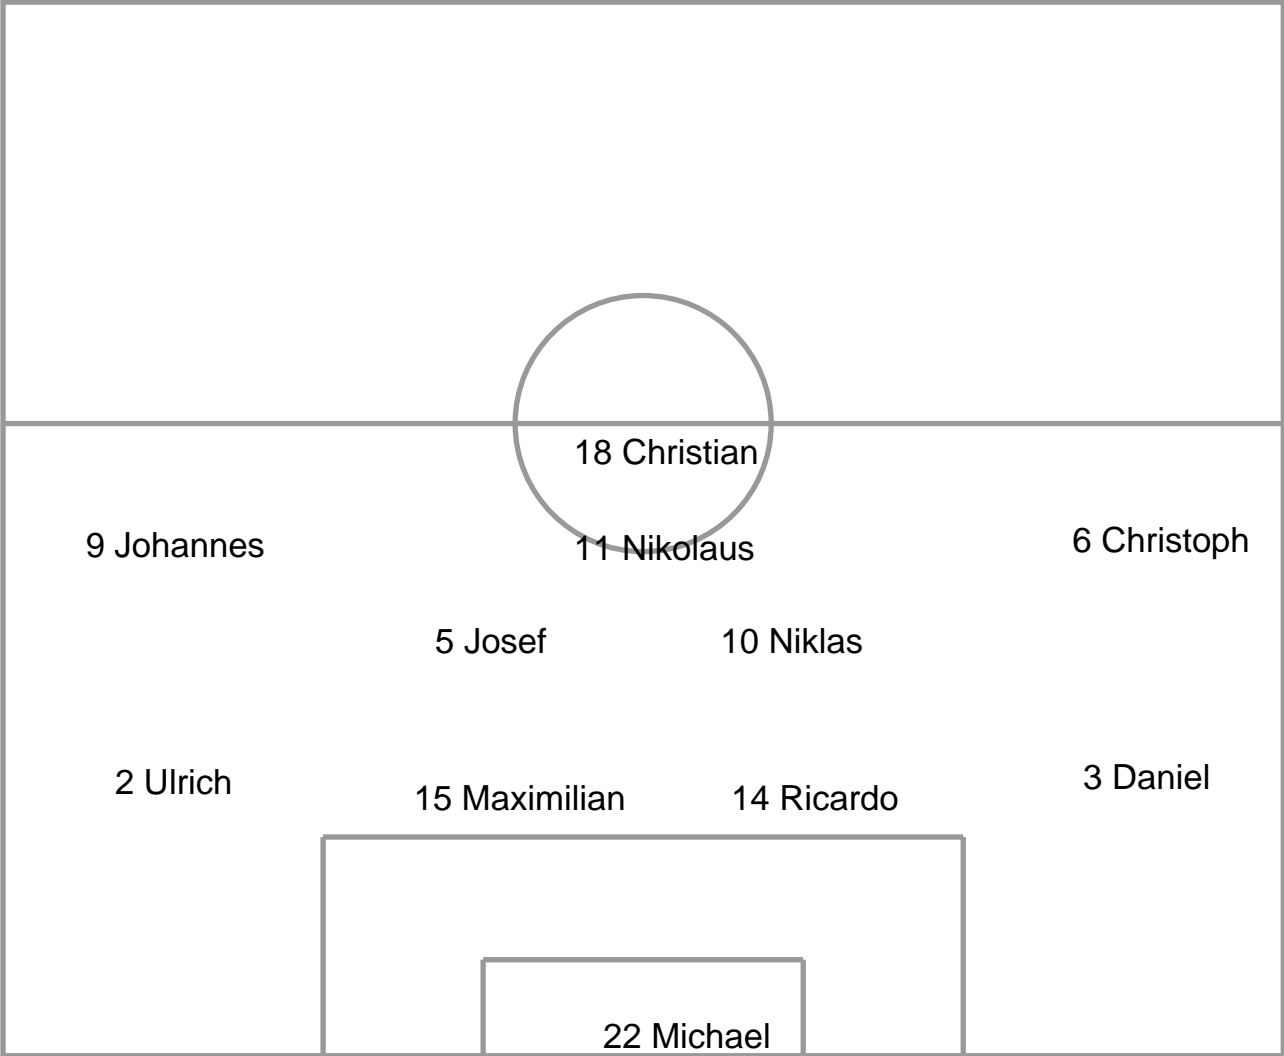 18 Christian
9 Johannes
11 Nikolaus
6 Christoph
5 Josef
10 Niklas
2 Ulrich
15 Maximilian
14 Ricardo
3 Daniel
22 Michael